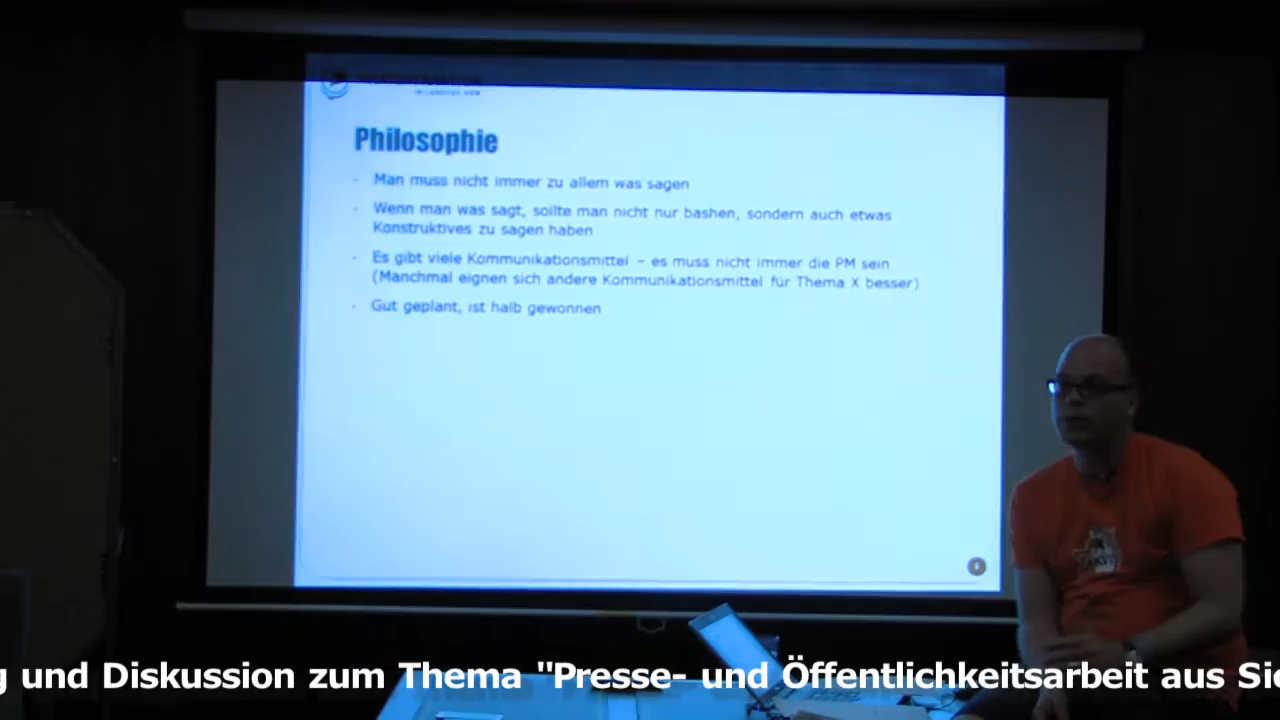 IM LANDTAG NRW
Philosophie
- Man muss nicht immer zu allem was sagen
- Wenn man was sagt, sollte man nicht nur bashen, sondern auch etwas
Konstruktives zu sagen haben
- Es gibt viele Kommunikationsmittel – es muss nicht immer die PM sein
(Manchmal eignen sich andere Kommunikationsmittel für Thema X besser)
- Gut geplant, ist halb gewonnen
g und Diskussion zum Thema "Presse- und Öffentlichkeitsarbeit aus Sic